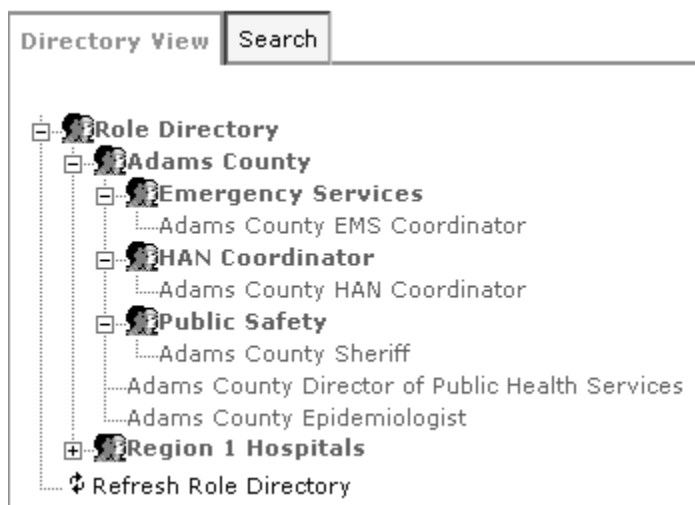 Directory View Search
Role Directory
Adams County
Emergency Services
Adams County EMS Coordinator
HAN Coordinator
Adams County HAN Coordinator
Public Safety
Adams County Sheriff
Adams County Director of Public Health Services
Adams County Epidemiologist
Region 1 Hospitals
Refresh Role Directory